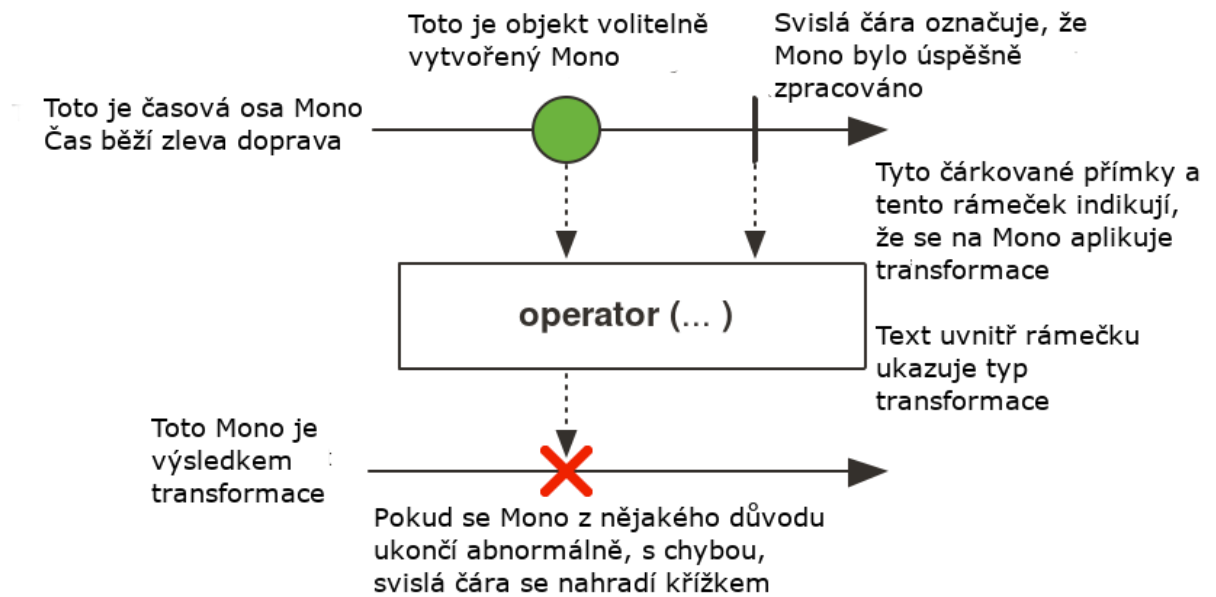 Toto je objekt volitelně
vytvořený Mono
Svislá čára označuje, že
Mono bylo úspěšně
zpracováno
Toto je časová osa Mono
Čas běží zleva doprava
Tyto čárkované přímky a
tento rámeček indikují,
že se na Mono aplikuje
transformace
operator (... )
Text uvnitř rámečku
ukazuje typ
transformace
Toto Mono je
výsledkem
transformace
Pokud se Mono z nějakého důvodu
ukončí abnormálně, s chybou,
svislá čára se nahradí křížkem